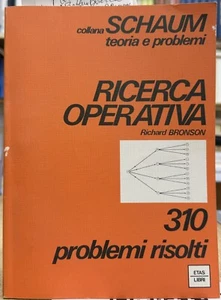 collana SCHAUM
teoria e problemi
RICERCA
OPERATIVA
Richard BRONSON
310
problemi risolti
ETAS
LIBRI